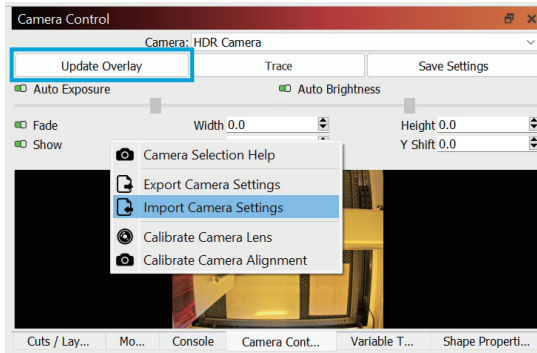 Camera Control
Camera: HDR Camera
Update Overlay Trace Save Settings
Auto Exposure Auto Brightness
Fade Width 0.0 Height 0.0
Show Y Shift 0.0
Camera Selection Help
Export Camera Settings
Import Camera Settings
Calibrate Camera Lens
Calibrate Camera Alignment
Cuts / Lay... Mo... Console Camera Cont... Variable T... Shape Properti...